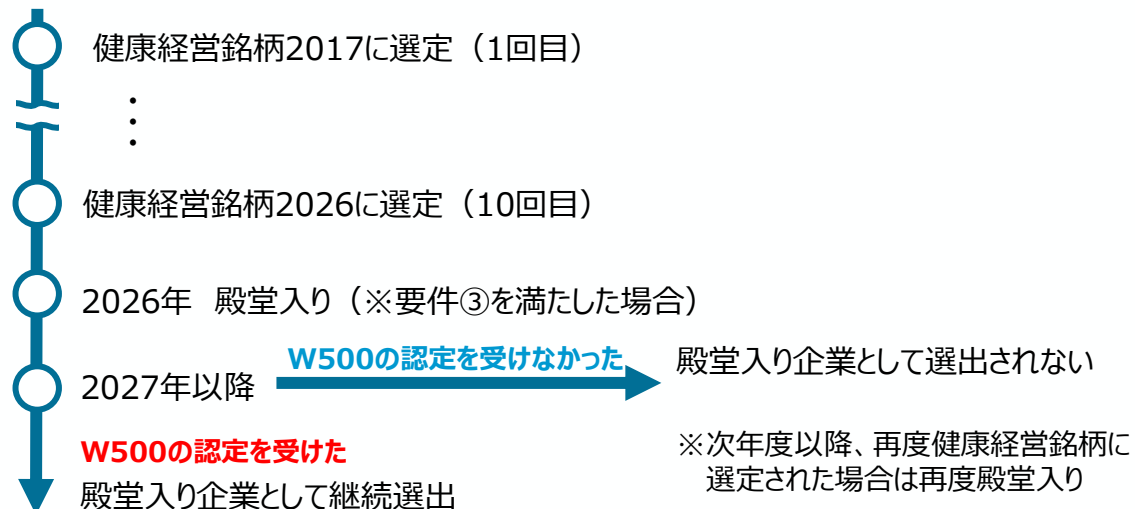 健康経営銘柄2017に選定（1回目）
・
・
・
健康経営銘柄2026に選定（10回目）
2026年 殿堂入り（※要件③を満たした場合）
W500の認定を受けなかった
殿堂入り企業として選出されない
2027年以降
W500の認定を受けた
殿堂入り企業として継続選出
※次年度以降、再度健康経営銘柄に
選定された場合は再度殿堂入り